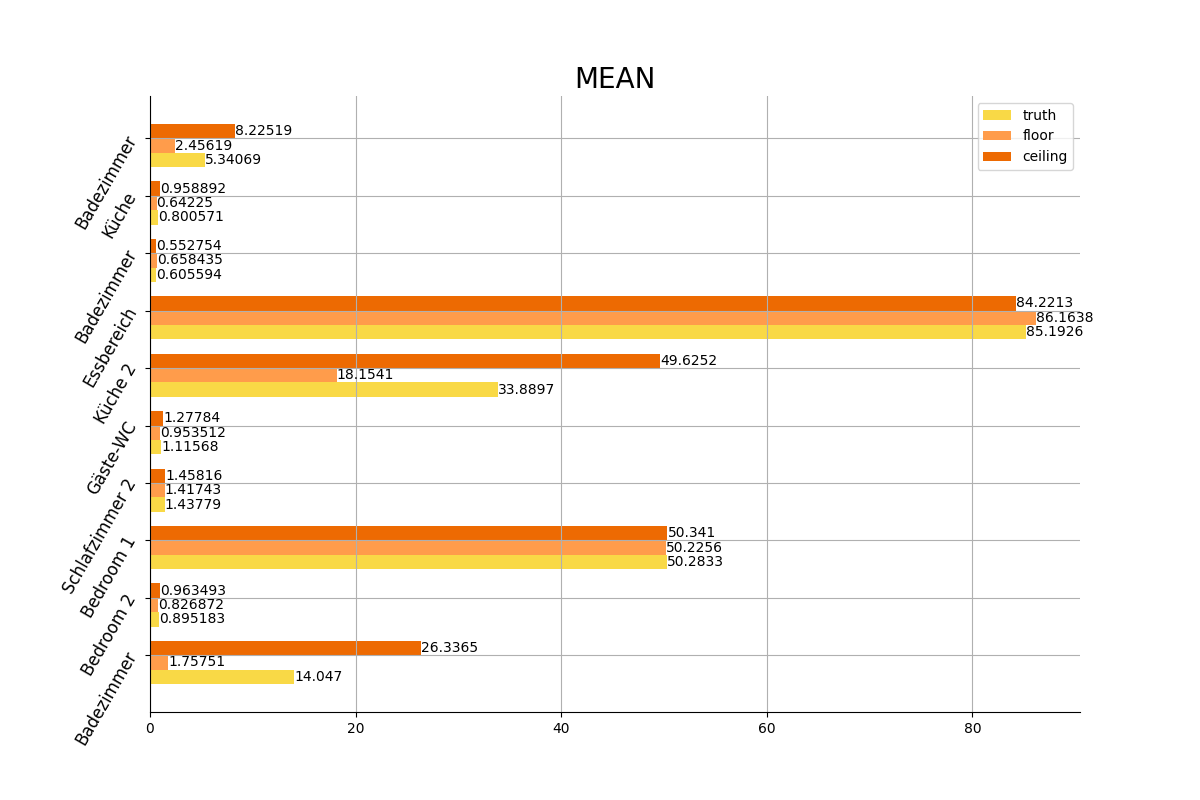 MEAN
truth
floor
ceiling
Badezimmer
8.22519
2.45619
5.34069
Küche
0.958892
0.64225
0.800571
Badezimmer
0.552754
0.658435
0.605594
Essbereich
84.2213
86.1638
85.1926
Küche 2
49.6252
18.1541
33.8897
Gäste-WC
1.27784
0.953512
1.11568
Schlafzimmer 2
1.45816
1.41743
1.43779
Bedroom 1
50.341
50.2256
50.2833
Bedroom 2
0.963493
0.826872
0.895183
Badezimmer
26.3365
1.75751
14.047
0 20 40 60 80